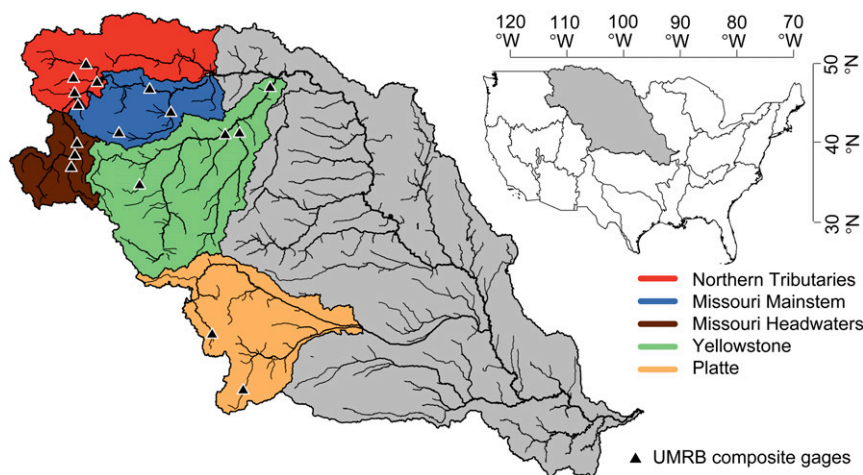 120 110 100 90 80 70
°W °W °W °W °W °W
50 °N
40 °N
30 °N
Northern Tributaries
Missouri Mainstem
Missouri Headwaters
Yellowstone
Platte
UMRB composite gages